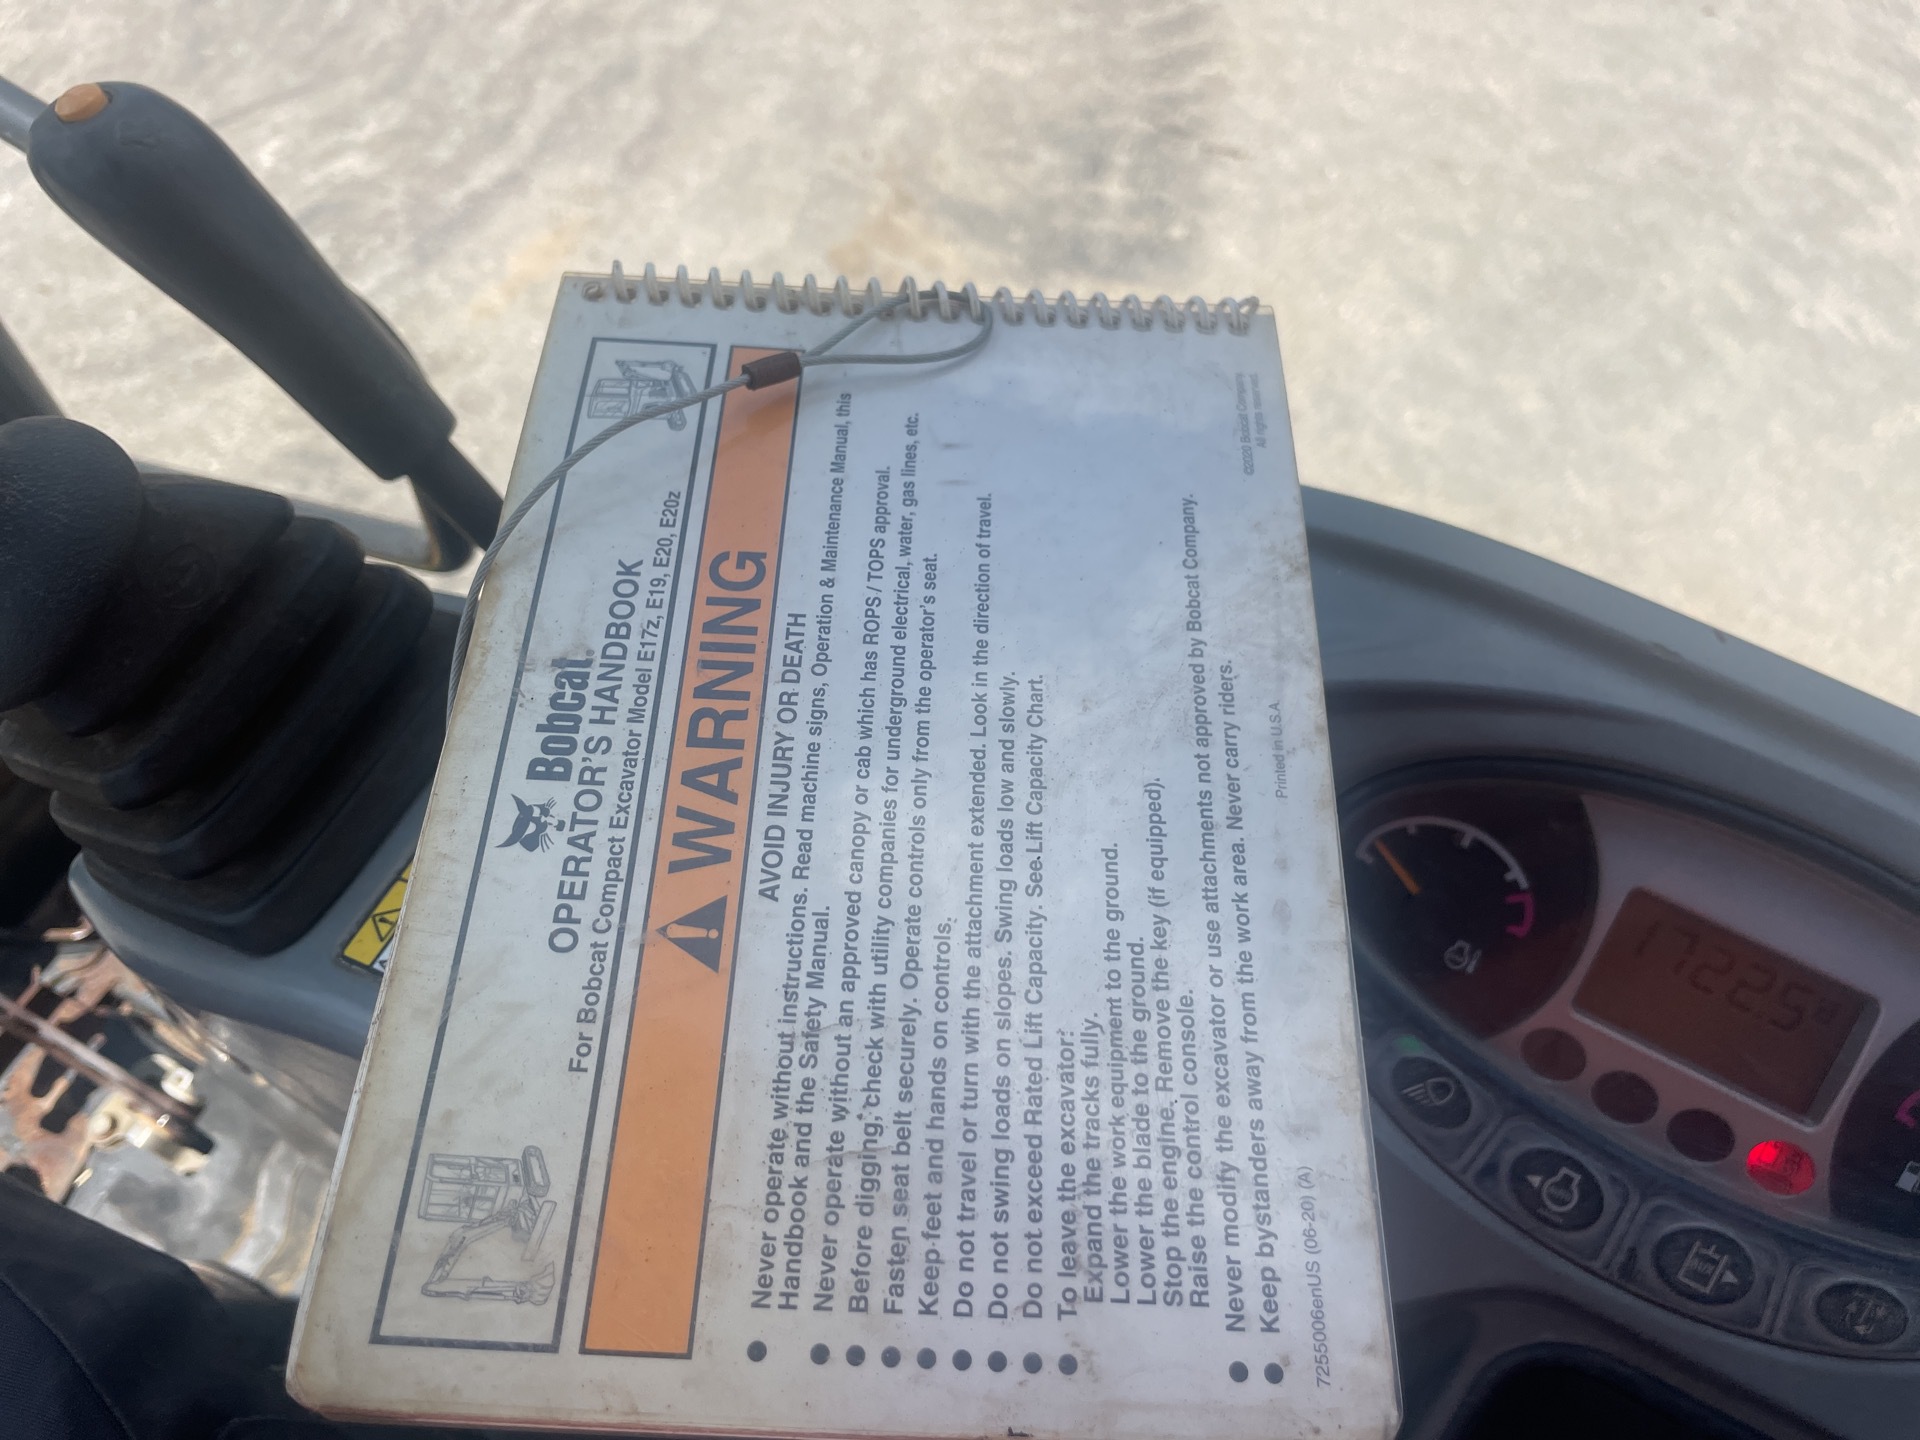 Bobcat®
OPERATOR'S HANDBOOK
For Bobcat Compact Excavator Model E17z, E19, E20, E20z
WARNING
AVOID INJURY OR DEATH
● Never operate without instructions. Read machine signs, Operation & Maintenance Manual, this
Handbook and the Safety Manual.
● Never operate without an approved canopy or cab which has ROPS / TOPS approval.
● Before digging, check with utility companies for underground electrical, water, gas lines, etc.
● Fasten seat belt securely. Operate controls only from the operator's seat.
● Keep feet and hands on controls.
● Do not travel or turn with the attachment extended. Look in the direction of travel.
● Do not swing loads on slopes. Swing loads low and slowly.
● Do not exceed Rated Lift Capacity. See Lift Capacity Chart.
● To leave the excavator:
Expand the tracks fully.
Lower the work equipment to the ground.
Lower the blade to the ground.
Stop the engine. Remove the key (if equipped).
Raise the control console.
● Never modify the excavator or use attachments not approved by Bobcat Company.
● Keep bystanders away from the work area. Never carry riders.
7255006enUS (06-20) (A)
Printed in U.S.A.
©2020 Bobcat Company
All rights reserved.
1722.5